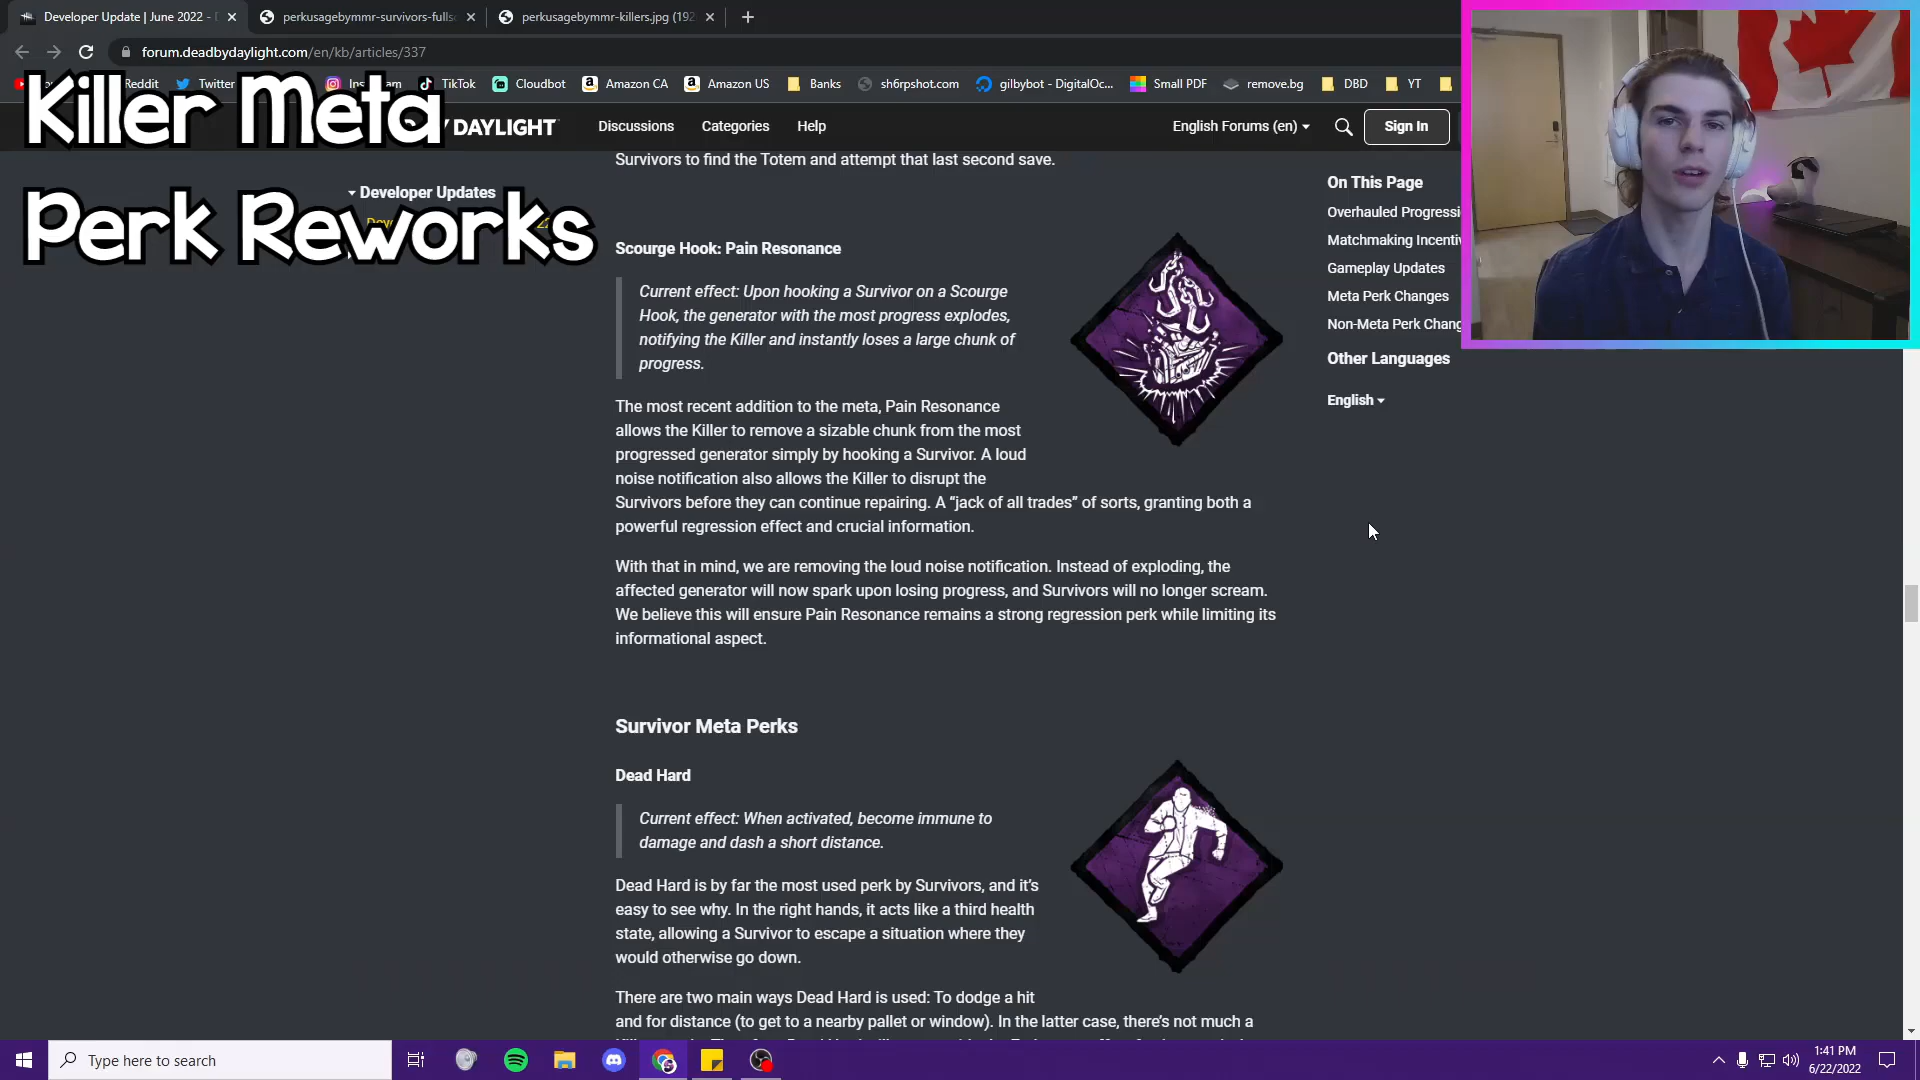 Developer Update | June 2022 - D
perkusagebymmr-survivors-fulls
perkusagebymmr-killers.jpg (192
forum.deadbydaylight.com/en/kb/articles/337
Reddit
Twitter
TikTok
Cloudbot
Amazon CA
Amazon US
Banks
sh6rpshot.com
gilbybot - DigitalOc...
Small PDF
remove.bg
DBD
YT
Killer Meta
Perk Reworks
DAYLIGHT
Discussions
Categories
Help
English Forums (en)
Sign In
Developer Updates
Survivors to find the Totem and attempt that last second save.
Scourge Hook: Pain Resonance
Current effect: Upon hooking a Survivor on a Scourge
Hook, the generator with the most progress explodes,
notifying the Killer and instantly loses a large chunk of
progress.
The most recent addition to the meta, Pain Resonance
allows the Killer to remove a sizable chunk from the most
progressed generator simply by hooking a Survivor. A loud
noise notification also allows the Killer to disrupt the
Survivors before they can continue repairing. A “jack of all trades” of sorts, granting both a
powerful regression effect and crucial information.
With that in mind, we are removing the loud noise notification. Instead of exploding, the
affected generator will now spark upon losing progress, and Survivors will no longer scream.
We believe this will ensure Pain Resonance remains a strong regression perk while limiting its
informational aspect.
Survivor Meta Perks
Dead Hard
Current effect: When activated, become immune to
damage and dash a short distance.
Dead Hard is by far the most used perk by Survivors, and it's
easy to see why. In the right hands, it acts like a third health
state, allowing a Survivor to escape a situation where they
would otherwise go down.
There are two main ways Dead Hard is used: To dodge a hit
and for distance (to get to a nearby pallet or window). In the latter case, there's not much a
On This Page
Overhauled Progressi
Matchmaking Incentiv
Gameplay Updates
Meta Perk Changes
Non-Meta Perk Chang
Other Languages
English
Type here to search
1:41 PM
6/22/2022